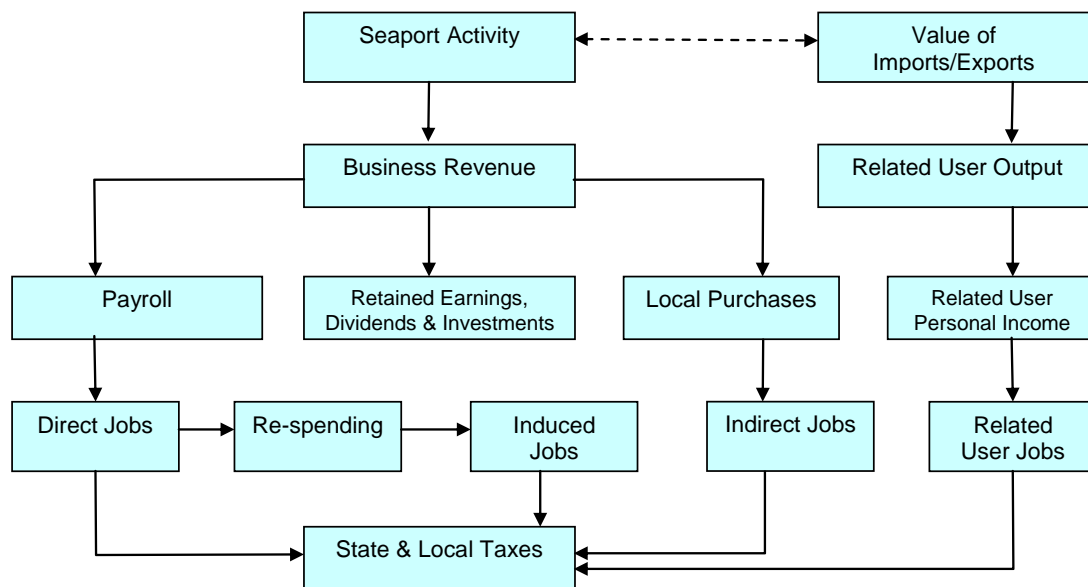 Seaport Activity
Value of
Imports/Exports
Business Revenue
Related User Output
Payroll
Retained Earnings,
Dividends & Investments
Local Purchases
Related User
Personal Income
Direct Jobs
Re-spending
Induced
Jobs
Indirect Jobs
Related
User Jobs
State & Local Taxes